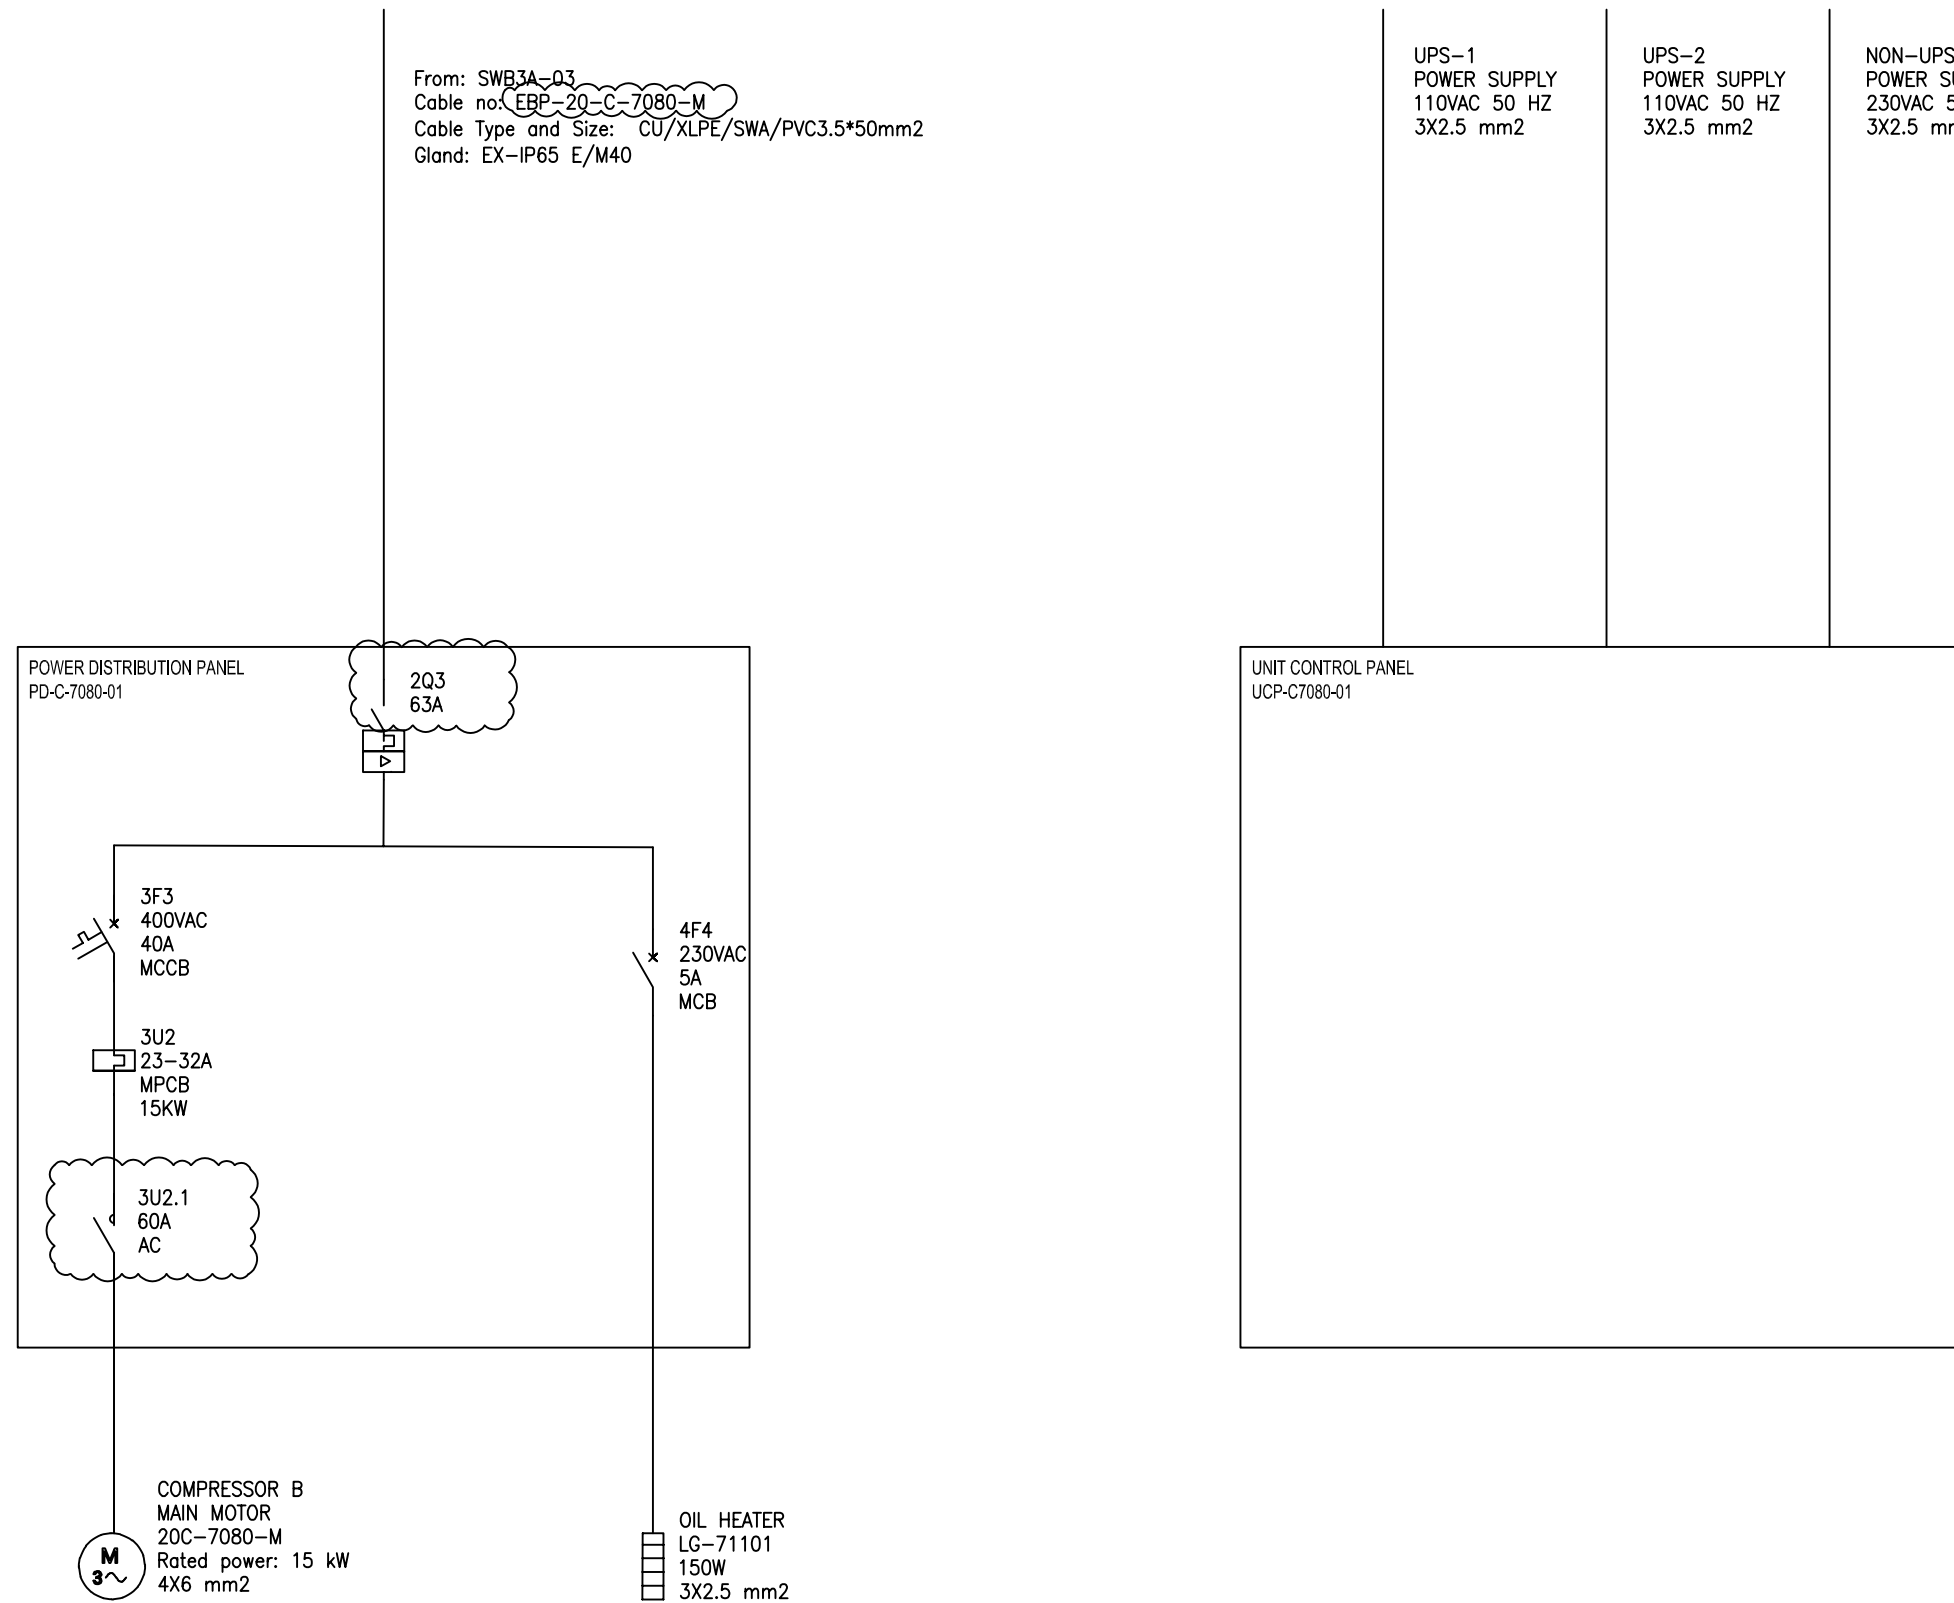 From: SWB3A-03
Cable no: EBP-20-C-7080-M
Cable Type and Size: CU/XLPE/SWA/PVC3.5*50mm2
Gland: EX-IP65 E/M40
UPS-1
POWER SUPPLY
110VAC 50 HZ
3X2.5 mm2
UPS-2
POWER SUPPLY
110VAC 50 HZ
3X2.5 mm2
NON-UPS
POWER
230VAC
3X2.5
POWER DISTRIBUTION PANEL
PD-C-7080-01
2Q3
63A
UNIT CONTROL PANEL
UCP-C7080-01
3F3
400VAC
40A
MCCB
4F4
230VAC
5A
MCB
3U2
23-32A
MPCB
15KW
3U2.1
60A
AC
COMPRESSOR B
MAIN MOTOR
20C-7080-M
Rated power: 15 kW
4X6 mm2
M
3~
OIL HEATER
LG-71101
150W
3X2.5 mm2